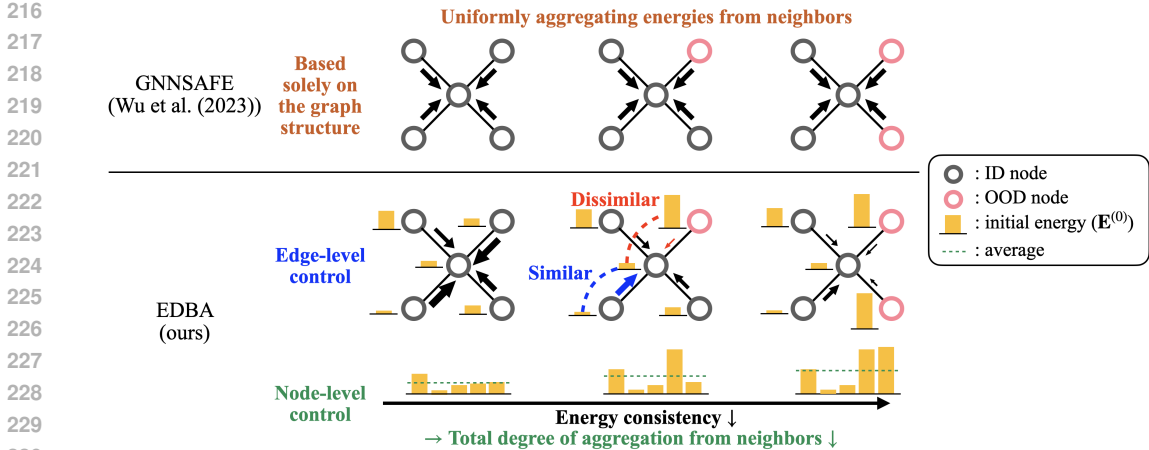 216
Uniformly aggregating energies from neighbors
217
218
219
220
GNNSAFE
(Wu et al. (2023))
Based
solely on
the graph
structure
221
222
223
224
225
226
227
228
229
: ID node
: OOD node
: initial energy (E⁽⁰⁾)
: average
EDBA
(ours)
Edge-level
control
Dissimilar
Similar
Node-level
control
Energy consistency ↓
→ Total degree of aggregation from neighbors ↓